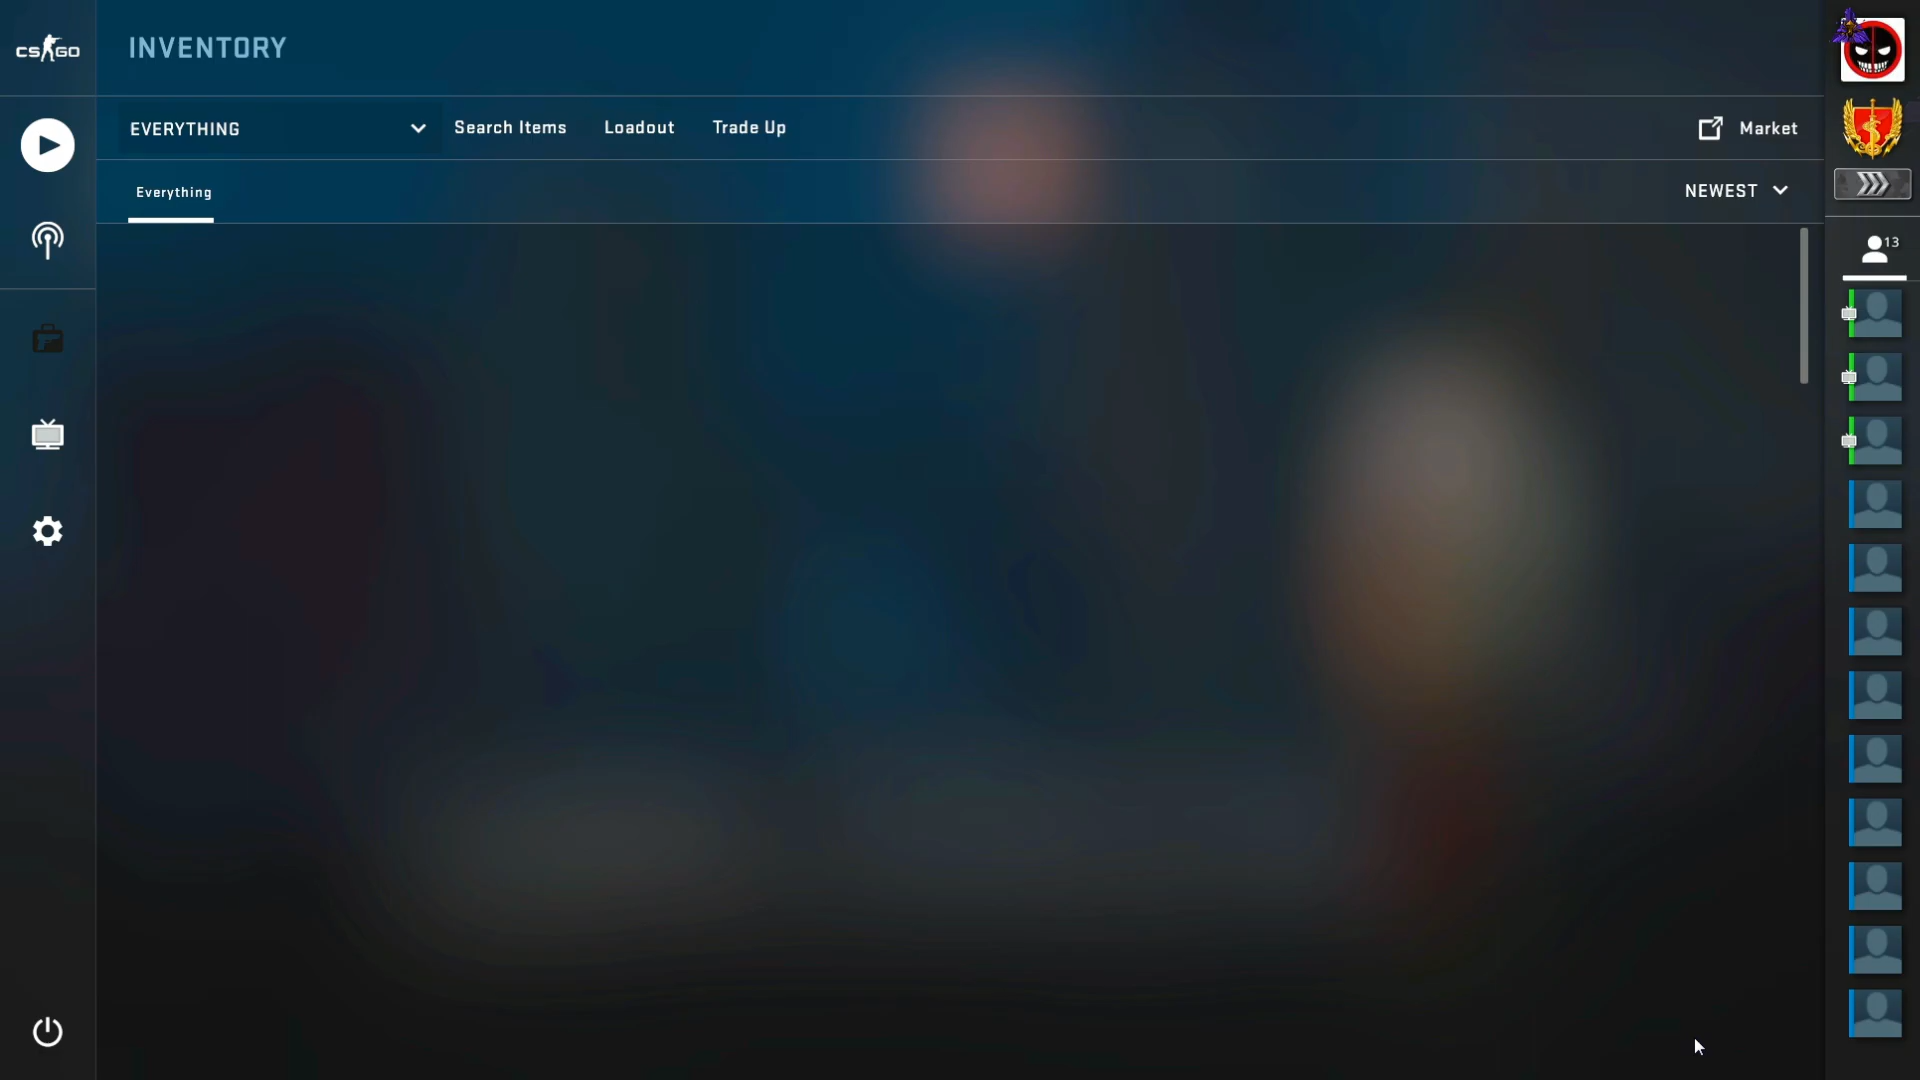 CS GO
INVENTORY
EVERYTHING
Search Items
Loadout
Trade Up
Market
Everything
NEWEST
13